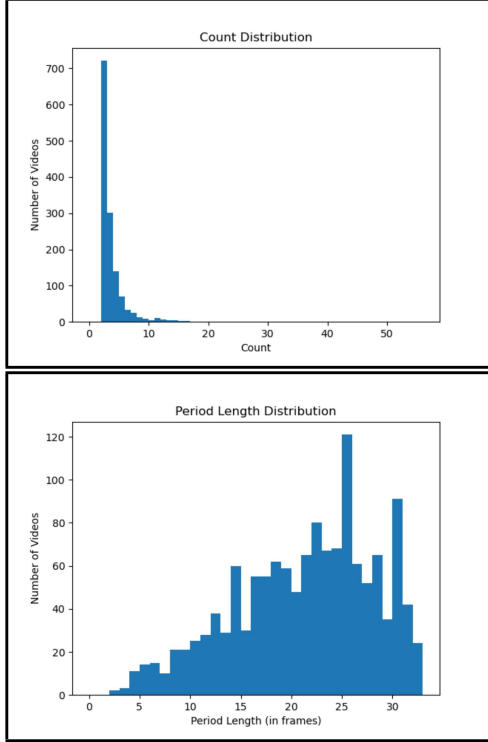 Count Distribution
Number of Videos
700
600
500
400
300
200
100
0
0 10 20 30 40 50
Count
Period Length Distribution
Number of Videos
120
100
80
60
40
20
0
0 5 10 15 20 25 30
Period Length (in frames)